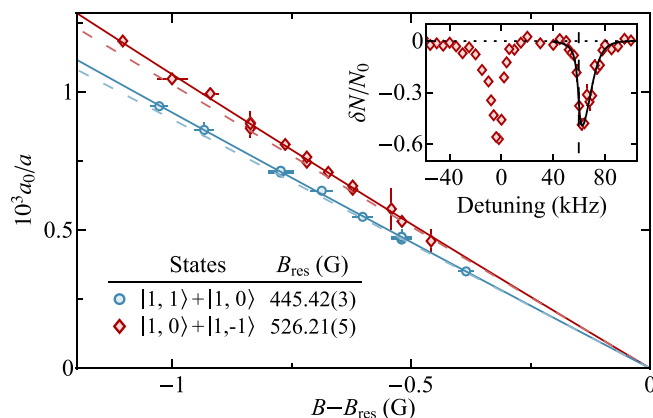 1
0.5
0
10³a₀/a
−1
−0.5
0
B−B_res (G)
States B_res (G)
|1, 1⟩+|1, 0⟩ 445.42(3)
|1, 0⟩+|1,-1⟩ 526.21(5)
0
−0.3
−0.6
δN/N₀
−40 0 40 80
Detuning (kHz)